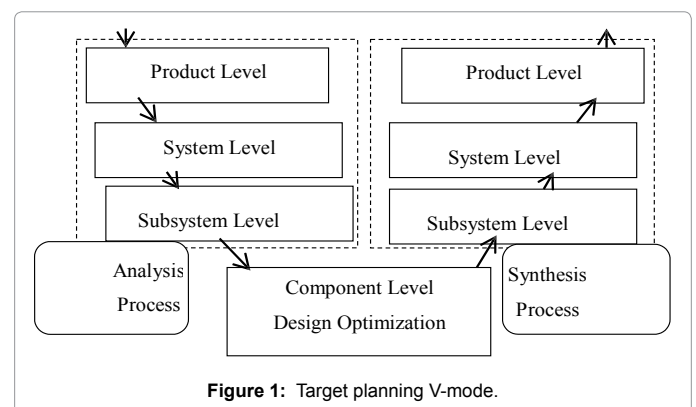 Product Level
System Level
Subsystem Level
Analysis
Process
Component Level
Design Optimization
Product Level
System Level
Subsystem Level
Synthesis
Process
Figure 1: Target planning V-mode.